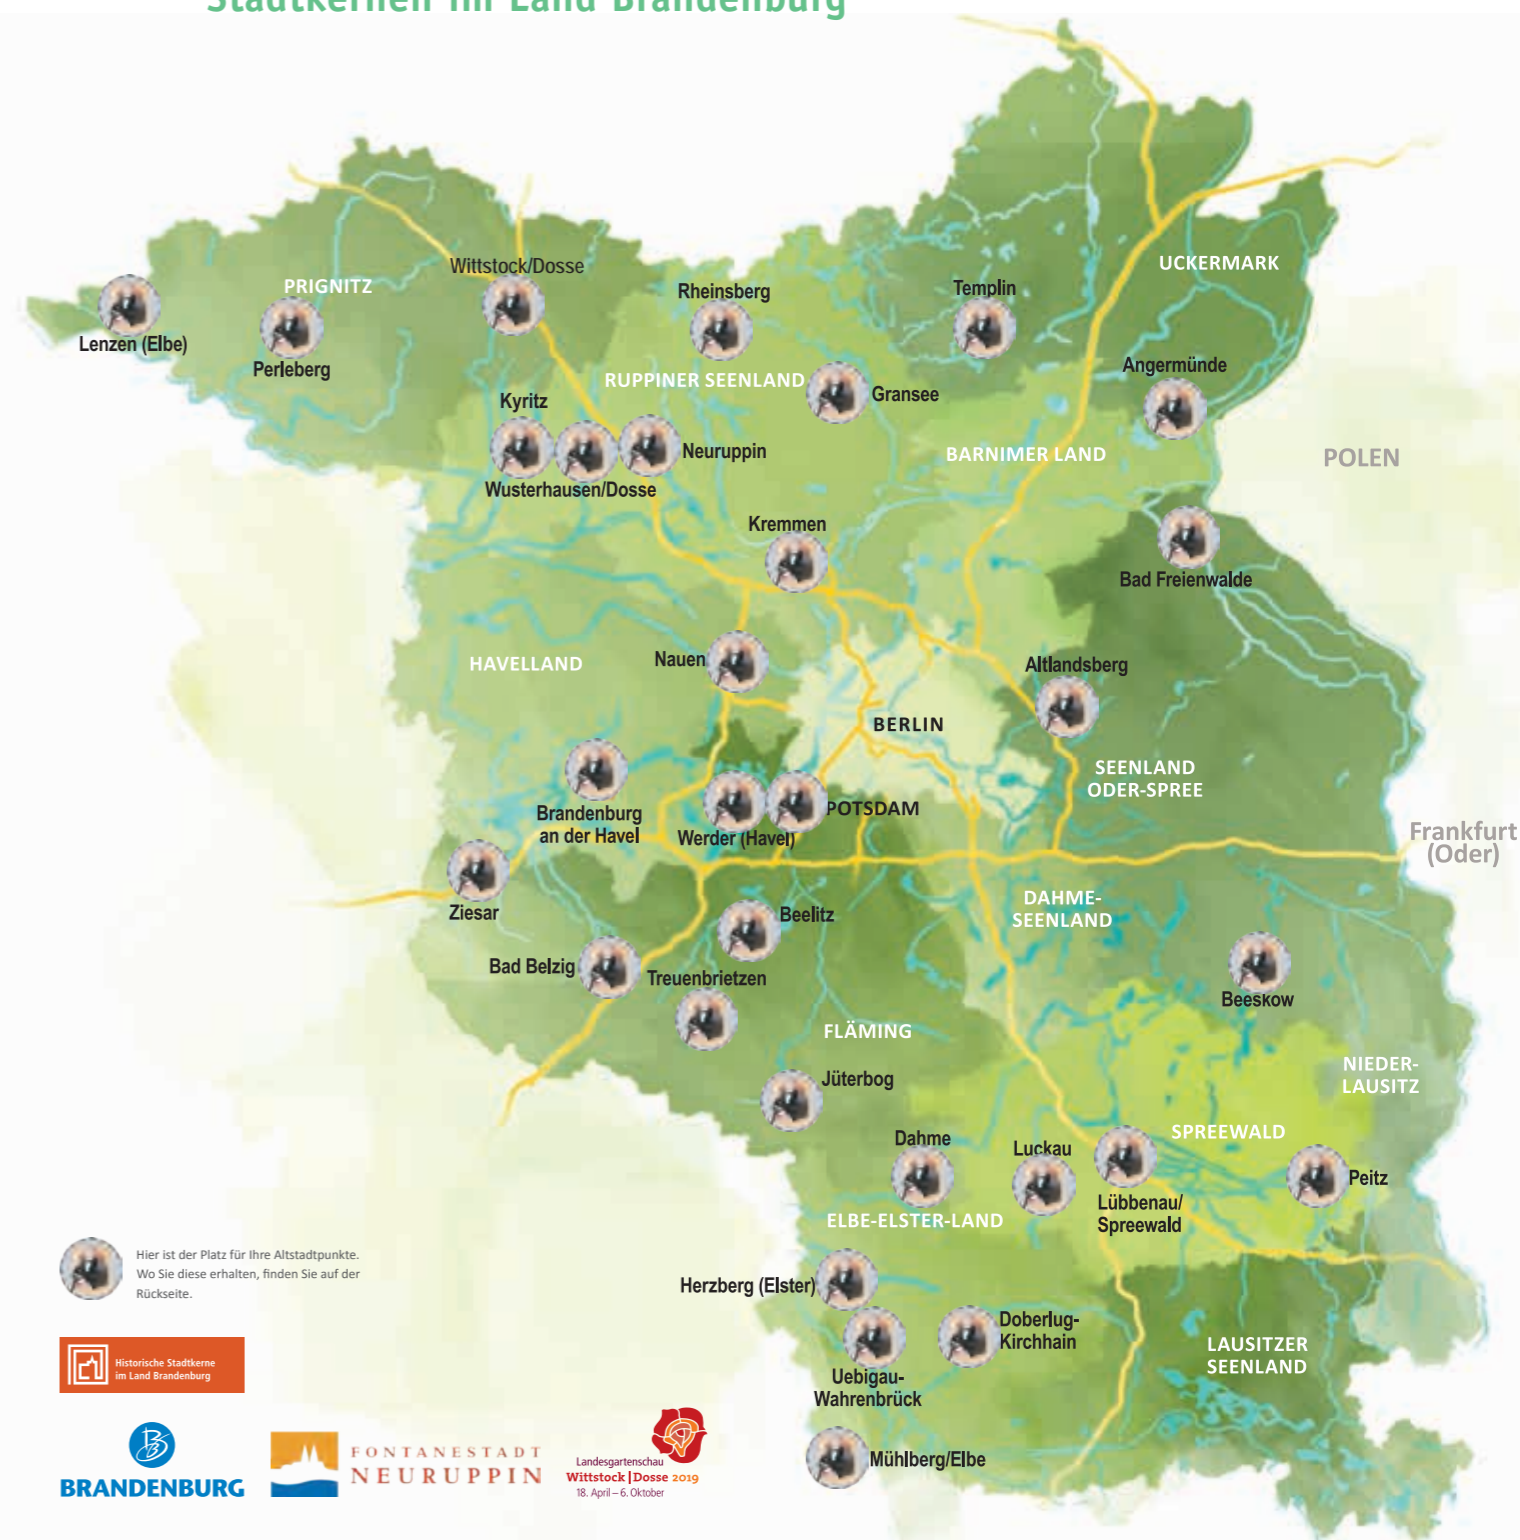 Stadtkernen im Land Brandenburg
UCKERMARK
Wittstock/Dosse
PRIGNITZ
Rheinsberg
Templin
Lenzen (Elbe)
Perleberg
Angermünde
RUPPINER SEENLAND
Gransee
Kyritz
Neuruppin
BARNIMER LAND
POLEN
Wusterhausen/Dosse
Kremmen
Bad Freienwalde
HAVELLAND
Nauen
Altlandsberg
BERLIN
SEENLAND
ODER-SPREE
Brandenburg
an der Havel
POTSDAM
Werder (Havel)
Frankfurt
(Oder)
Ziesar
DAHME-
SEENLAND
Beelitz
Bad Belzig
Treuenbrietzen
Beeskow
FLÄMING
NIEDER-
LAUSITZ
Jüterbog
Dahme
Luckau
SPREEWALD
Peitz
Lübbenau/
Spreewald
ELBE-ELSTER-LAND
Hier ist der Platz für Ihre Altstadtpunkte.
Wo Sie diese erhalten, finden Sie auf der
Rückseite.
Herzberg (Elster)
Doberlug-
Kirchhain
LAUSITZER
SEENLAND
Uebigau-
Wahrenbrück
Mühlberg/Elbe
Historische Stadtkerne
im Land Brandenburg
BRANDENBURG
FONTANESTADT
NEURUPPIN
Landesgartenschau
Wittstock|Dosse 2019
18. April – 6. Oktober